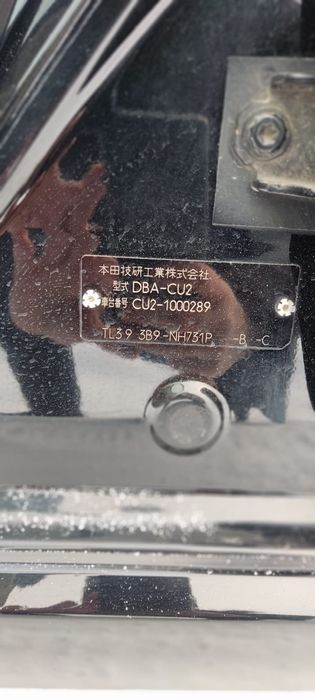 本田技研工業株式会社
型式 DBA-CU2
車台番号 CU2-1000289
TL39 3B9-NH731P -B -C